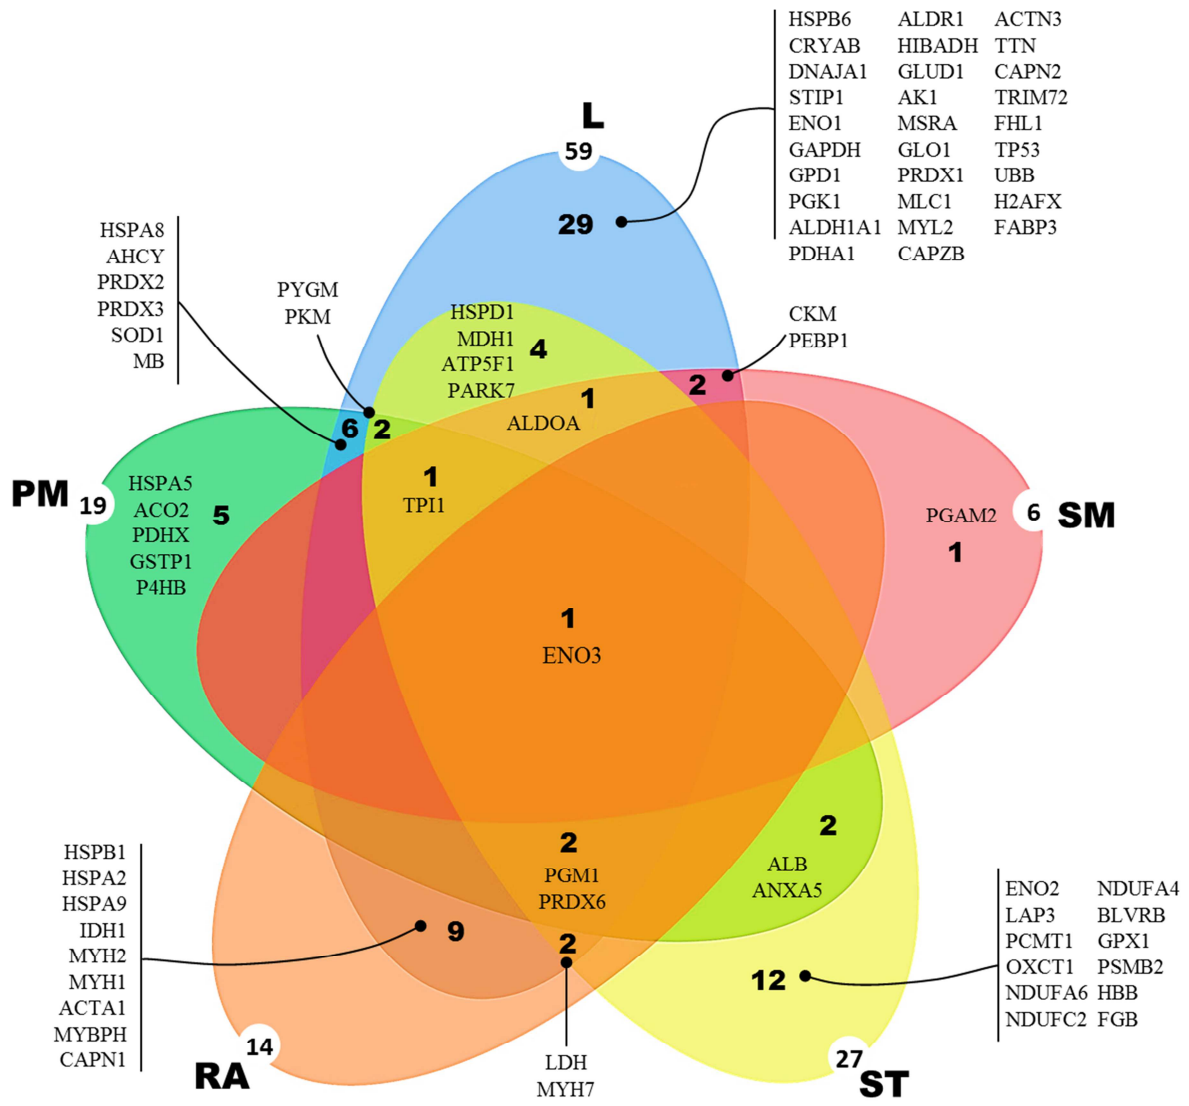 HSPB6 ALDR1 ACTN3
CRYAB HIBADH TTN
DNAJA1 GLUD1 CAPN2
STIP1 AK1 TRIM72
ENO1 MSRA FHL1
GAPDH GLO1 TP53
GPD1 PRDX1 UBB
PGK1 MLC1 H2AFX
ALDH1A1 MYL2 FABP3
PDHA1 CAPZB
L
59
29
HSPA8
AHCY
PRDX2
PRDX3
SOD1
MB
PYGM
PKM
HSPD1
MDH1
ATP5F1
PARK7
4
CKM
PEBP1
2
1
ALDOA
6
2
1
TPI1
PM
19
HSPA5
ACO2
PDHX
GSTP1
P4HB
5
PGAM2
1
6
SM
1
ENO3
2
PGM1
PRDX6
2
ALB
ANXA5
HSPB1
HSPA2
HSPA9
IDH1
MYH2
MYH1
ACTA1
MYBPH
CAPN1
9
2
LDH
MYH7
12
ENO2 NDUFA4
LAP3 BLVRB
PCMT1 GPX1
OXCT1 PSMB2
NDUFA6 HBB
NDUFC2 FGB
14
RA
27
ST